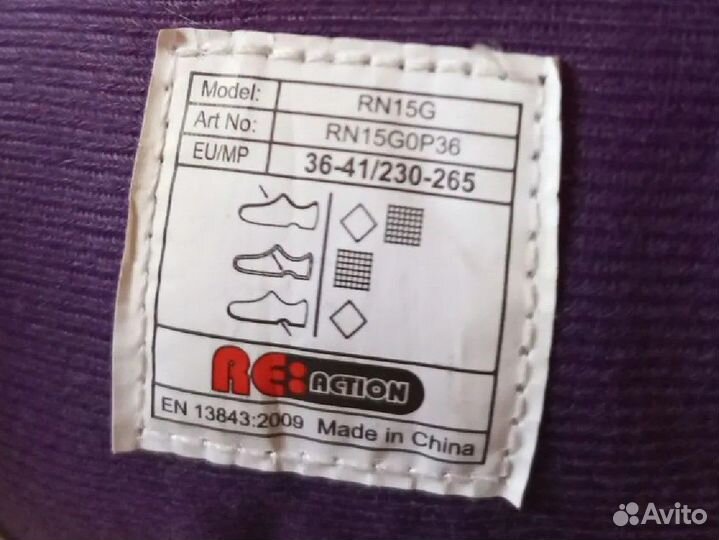 Model: RN15G
Art No: RN15G0P36
EU/MP 36-41/230-265
RE:ACTION
EN 13843:2009 Made in China
Avito